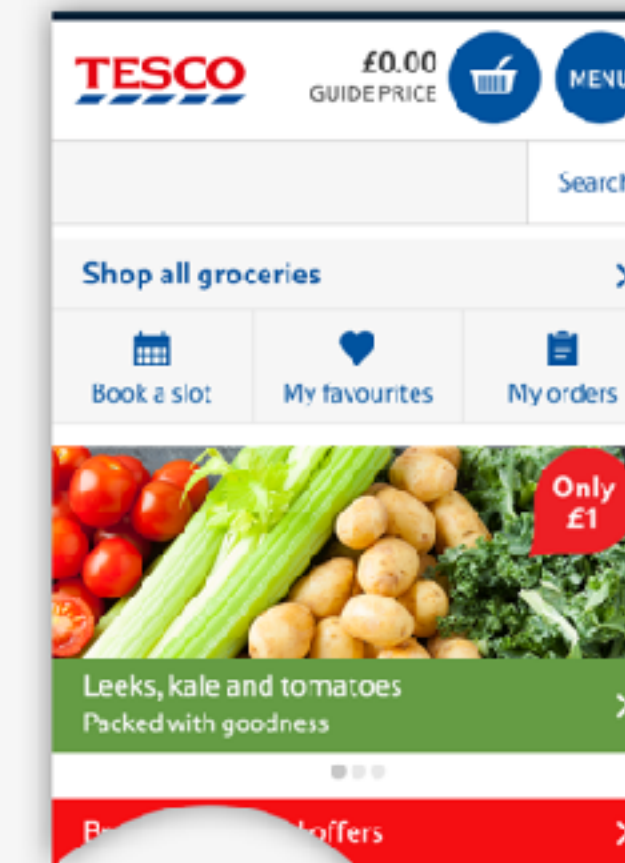 TESCO
£0.00
GUIDE PRICE
MENU
Search
Shop all groceries
Book a slot
My favourites
My orders
Only
£1
Leeks, kale and tomatoes
Packed with goodness
offers